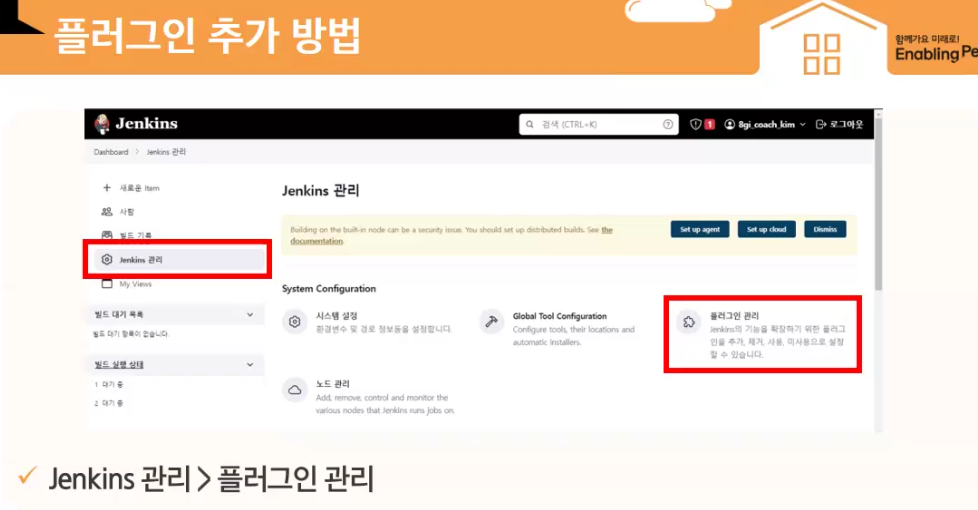 플러그인 추가 방법
함께가요 미래로!
Enabling Pe
Jenkins
검색 (CTRL+K)
1
8gi_coach_kim
로그아웃
Dashboard > Jenkins 관리
+ 새로운 Item
사람
빌드 기록
Jenkins 관리
My Views
빌드 대기 목록
빌드 대기 항목이 없습니다.
빌드 실행 상태
1 대기 중
2 대기 중
Jenkins 관리
Building on the built-in node can be a security issue. You should set up distributed builds. See the
documentation.
Set up agent
Set up cloud
Dismiss
System Configuration
시스템 설정
환경변수 및 경로 정보등을 설정합니다.
Global Tool Configuration
Configure tools, their locations and
automatic installers.
플러그인 관리
Jenkins의 기능을 확장하기 위한 플러그
인을 추가, 제거, 사용, 미사용으로 설정
할 수 있습니다.
노드 관리
Add, remove, control and monitor the
various nodes that Jenkins runs jobs on.
✓ Jenkins 관리 > 플러그인 관리